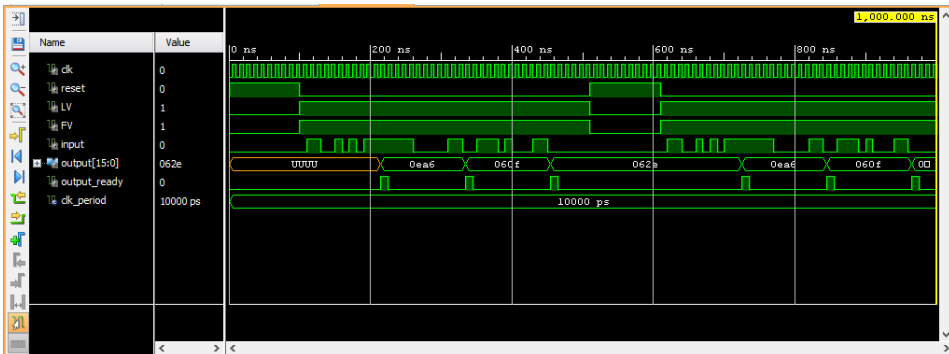 1,000.000 ns
Name Value
0 ns 200 ns 400 ns 600 ns 800 ns
clk 0
reset 0
LV 1
FV 1
input 0
output[15:0] 062e UUUU 0ea6 060f 062e 0ea6 060f
output_ready 0
clk_period 10000 ps 10000 ps